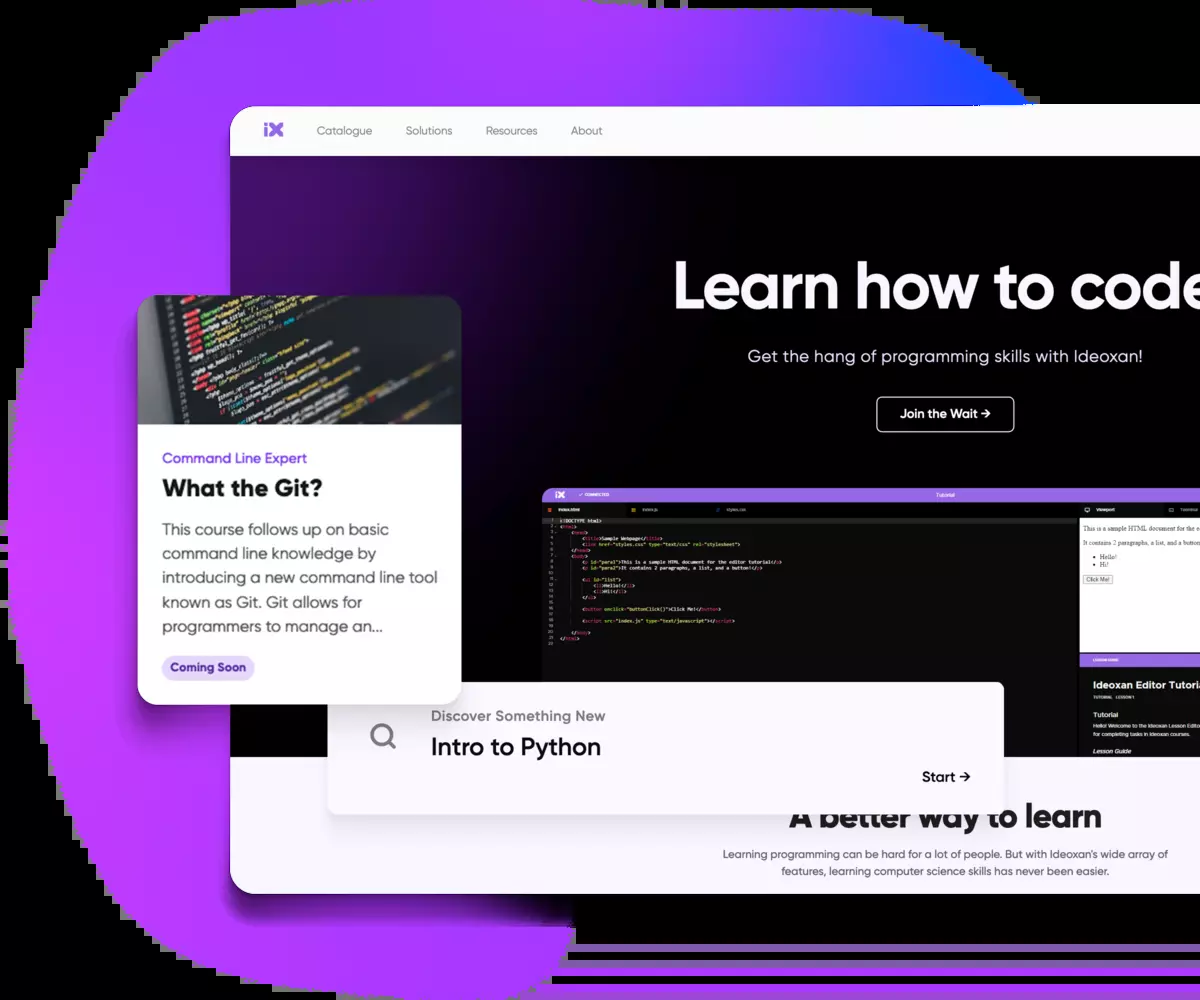 iX
Catalogue
Solutions
Resources
About
Learn how to code
Get the hang of programming skills with Ideoxan!
Join the Wait →
Command Line Expert
What the Git?
This course follows up on basic
command line knowledge by
introducing a new command line tool
known as Git. Git allows for
programmers to manage an...
Coming Soon
iX
✓ CONNECTED
Tutorial
index.html
index.js
styles.css
<!DOCTYPE html>
<html>
<head>
<title>Sample Webpage</title>
<link href="styles.css" type="text/css" rel="stylesheet">
</head>
<body>
<p id="para1">This is a sample HTML document for the editor tutorial</p>
<p id="para2">It contains 2 paragraphs, a list, and a button!</p>
<ul id="list">
<li>Hello!</li>
<li>Hi!</li>
</ul>
<button onclick="buttonClick()">Click Me!</button>
<script src="index.js" type="text/javascript"></script>
</body>
</html>
Viewport
Terminal
This is a sample HTML document for the e
It contains 2 paragraphs, a list, and a button
• Hello!
• Hi!
Click Me!
LESSON GUIDE
Ideoxan Editor Tutori
TUTORIAL LESSON 1
Tutorial
Hello! Welcome to the Ideoxan Lesson Edito
for completing tasks in Ideoxan courses.
Lesson Guide
Discover Something New
Intro to Python
Start →
A better way to learn
Learning programming can be hard for a lot of people. But with Ideoxan's wide array of
features, learning computer science skills has never been easier.